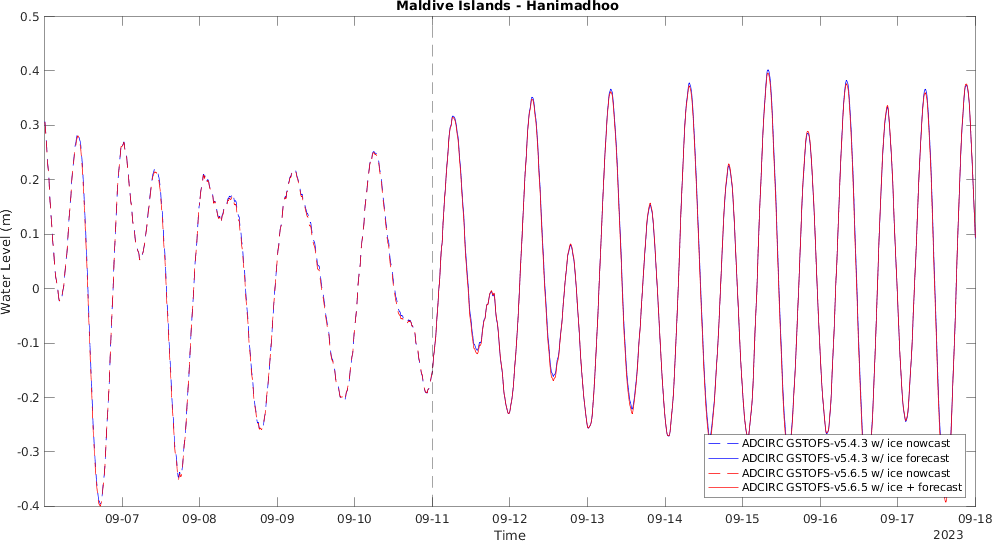 Maldive Islands - Hanimadhoo
Water Level (m)
0.5
0.4
0.3
0.2
0.1
0
-0.1
-0.2
-0.3
-0.4
ADCIRC GSTOFS-v5.4.3 w/ ice nowcast
ADCIRC GSTOFS-v5.4.3 w/ ice forecast
ADCIRC GSTOFS-v5.6.5 w/ ice nowcast
ADCIRC GSTOFS-v5.6.5 w/ ice + forecast
09-07 09-08 09-09 09-10 09-11 09-12 09-13 09-14 09-15 09-16 09-17 09-18
Time
2023